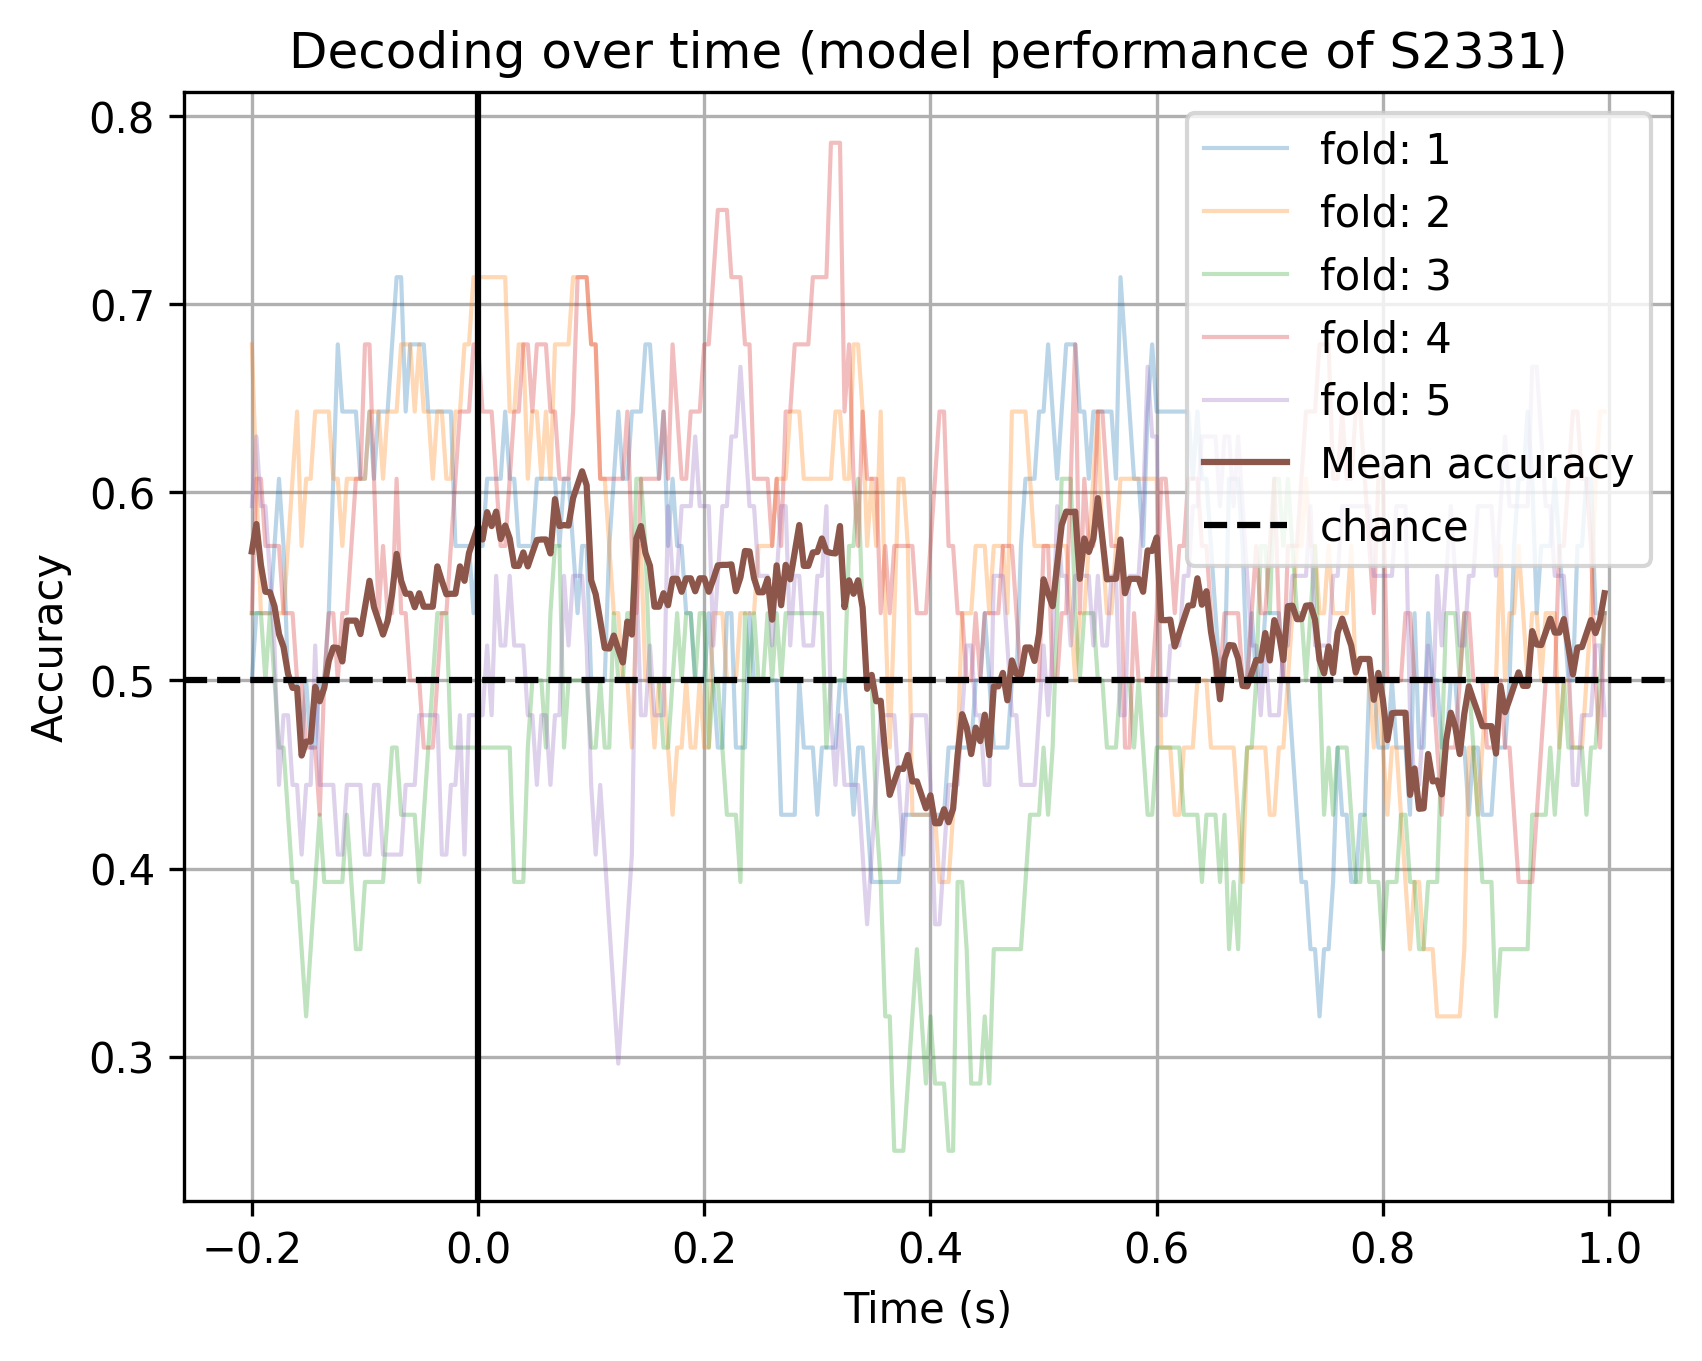 Decoding over time (model performance of S2331)
Accuracy
0.8
0.7
0.6
0.5
0.4
0.3
fold: 1
fold: 2
fold: 3
fold: 4
fold: 5
Mean accuracy
chance
−0.2 0.0 0.2 0.4 0.6 0.8 1.0
Time (s)